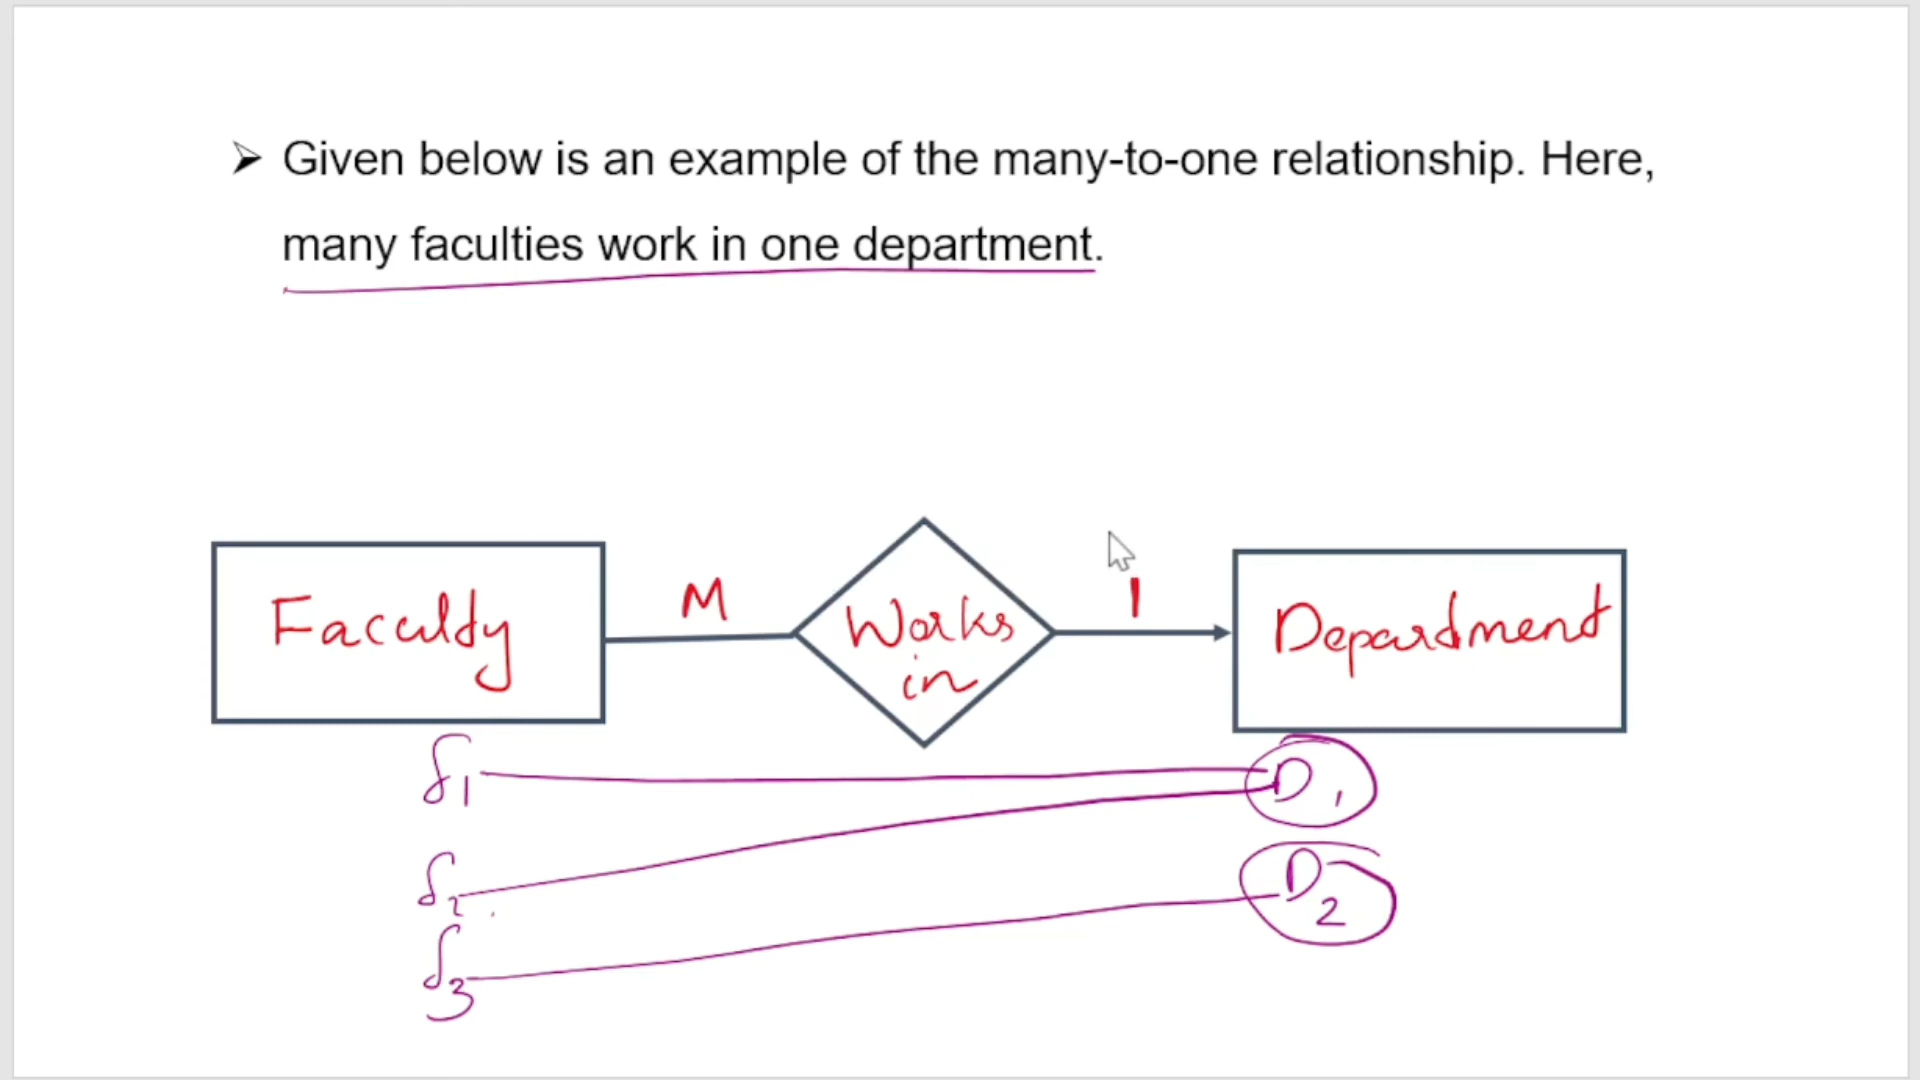 ➢ Given below is an example of the many-to-one relationship. Here,
many faculties work in one department.
Faculty M Works in 1 Department
f1 D1
f2 D2
f3